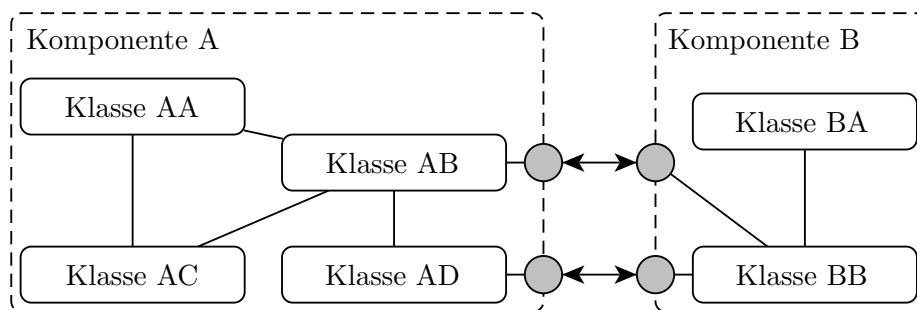 Komponente A
Komponente B
Klasse AA
Klasse BA
Klasse AB
Klasse AC
Klasse AD
Klasse BB